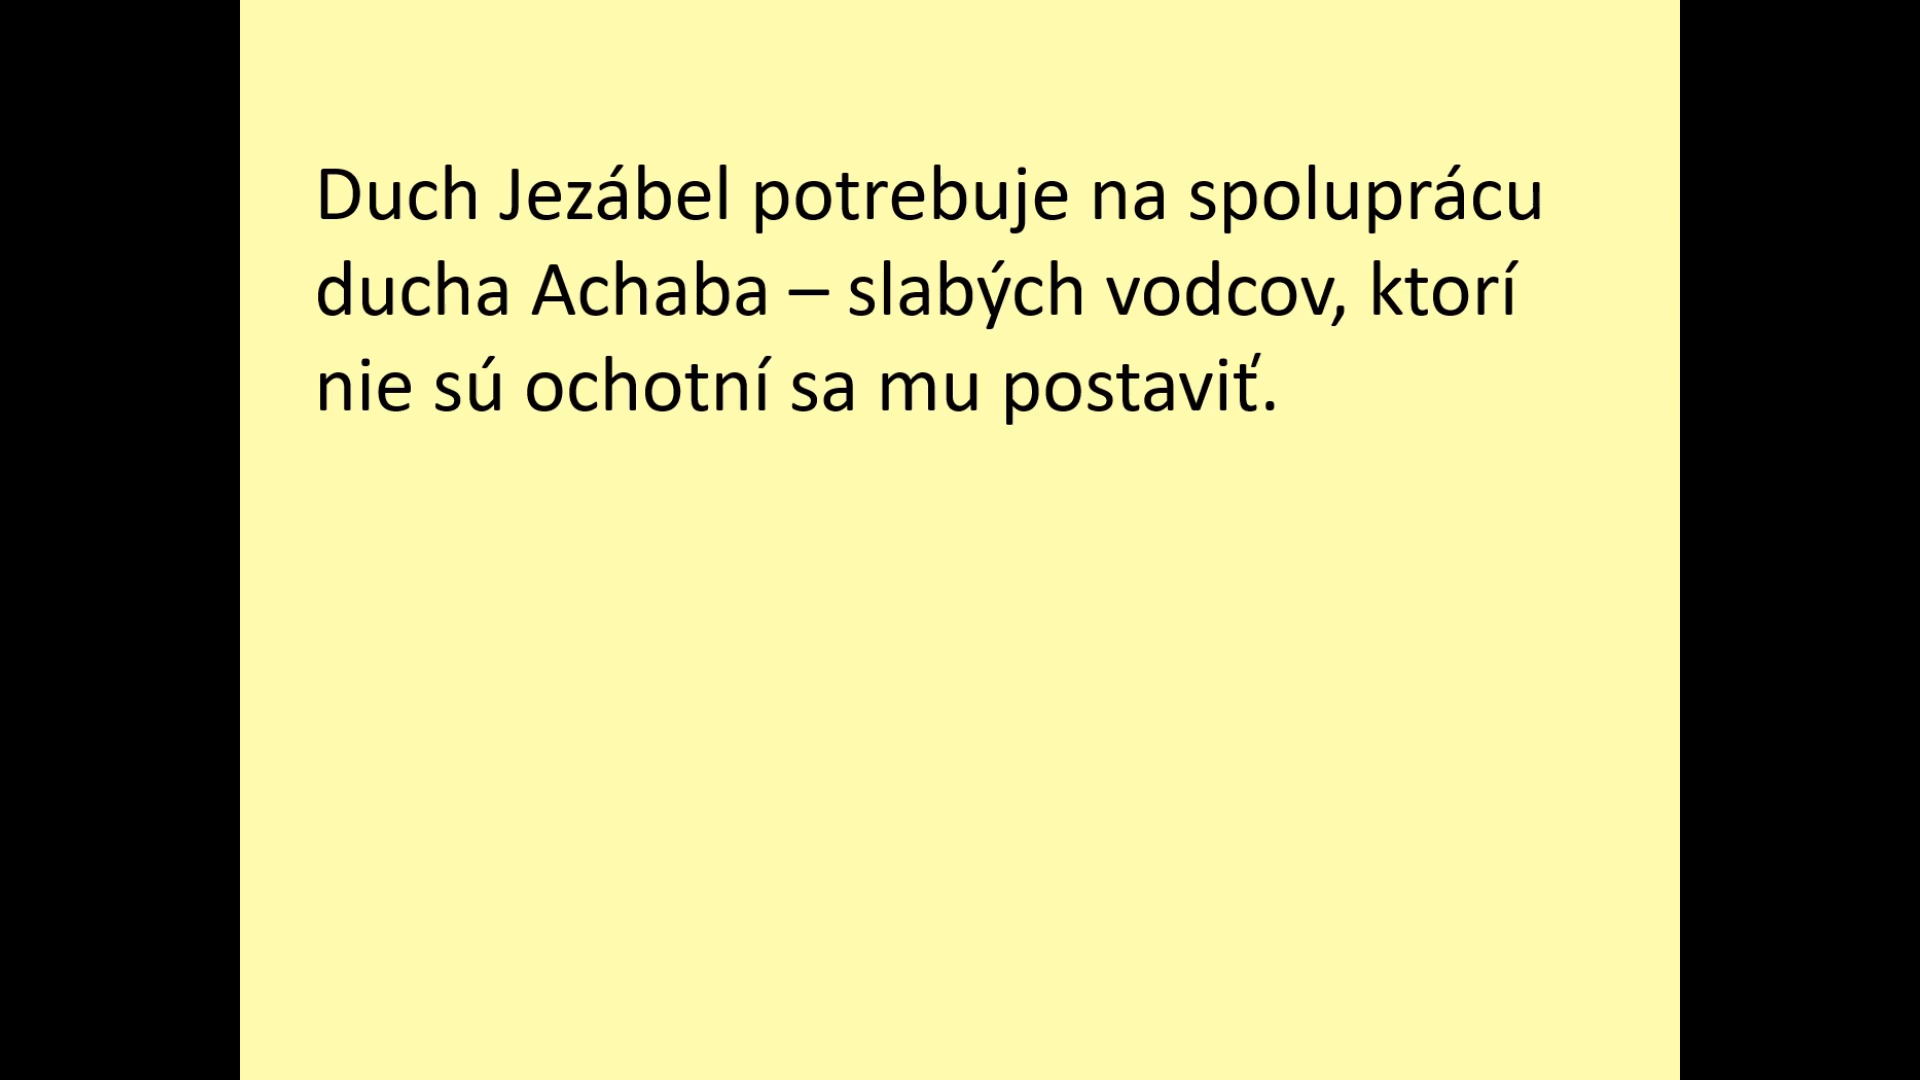 Duch Jezábel potrebuje na spoluprácu
ducha Achaba – slabých vodcov, ktorí
nie sú ochotní sa mu postaviť.